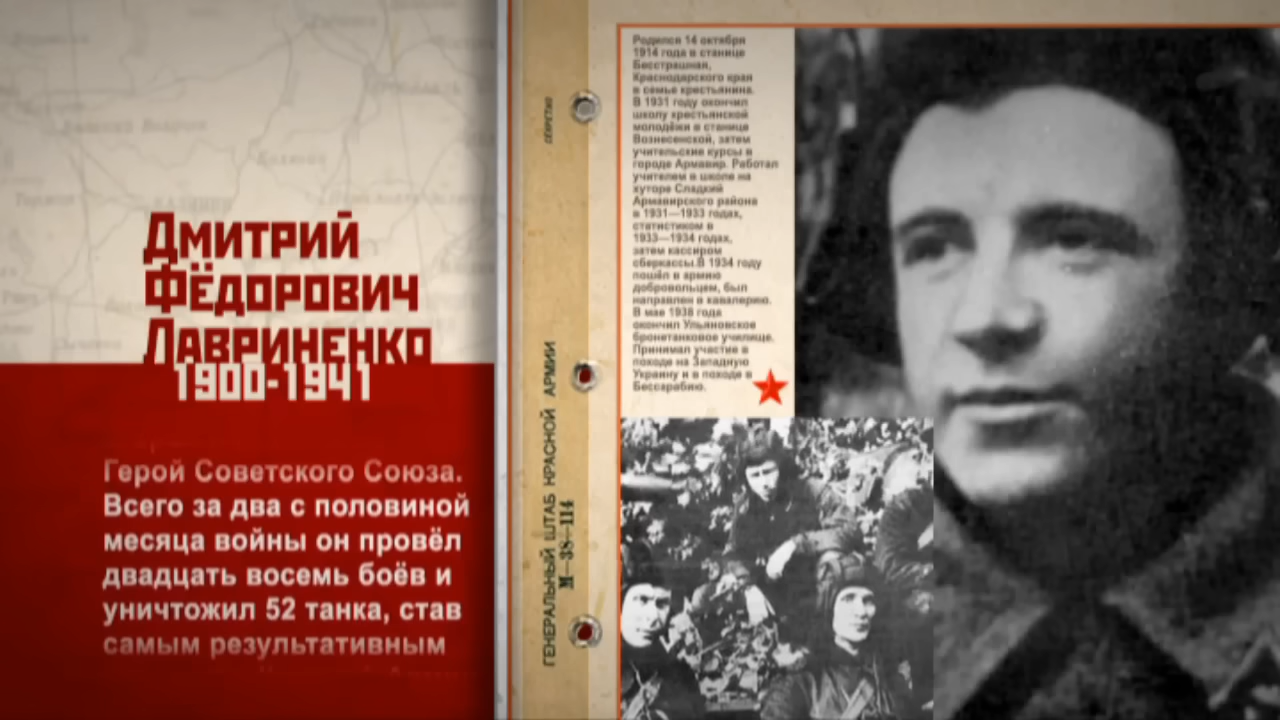 Дмитрий
Фёдорович
Лавриненко
1900-1941
Герой Советского Союза.
Всего за два с половиной
месяца войны он провёл
двадцать восемь боёв и
уничтожил 52 танка, став
самым результативным
СЕКРЕТНО
ГЕНЕРАЛЬНЫЙ ШТАБ КРАСНОЙ АРМИИ
М—38—114
Родился 14 октября
1914 года в станице
Бесстрашная,
Краснодарского края
в семье крестьянина.
В 1931 году окончил
школу крестьянской
молодёжи в станице
Вознесенской, затем
учительские курсы в
городе Армавир. Работал
учителем в школе на
хуторе Сладкий
Армавирского района
в 1931—1933 годах,
статистиком в
1933—1934 годах,
затем кассиром
сберкассы.В 1934 году
пошёл в армию
добровольцем, был
направлен в кавалерию.
В мае 1938 года
окончил Ульяновское
бронетанковое училище.
Принимал участие в
походе на Западную
Украину и в походе в
Бессарабию.